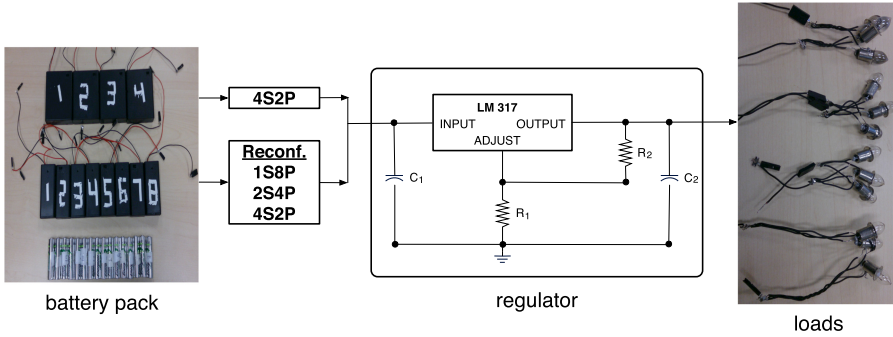 1 2 3 4
1 2 3 4 5 6 7 8
battery pack
4S2P
Reconf.
1S8P
2S4P
4S2P
LM 317
INPUT OUTPUT
ADJUST
C1
R2
C2
R1
regulator
loads